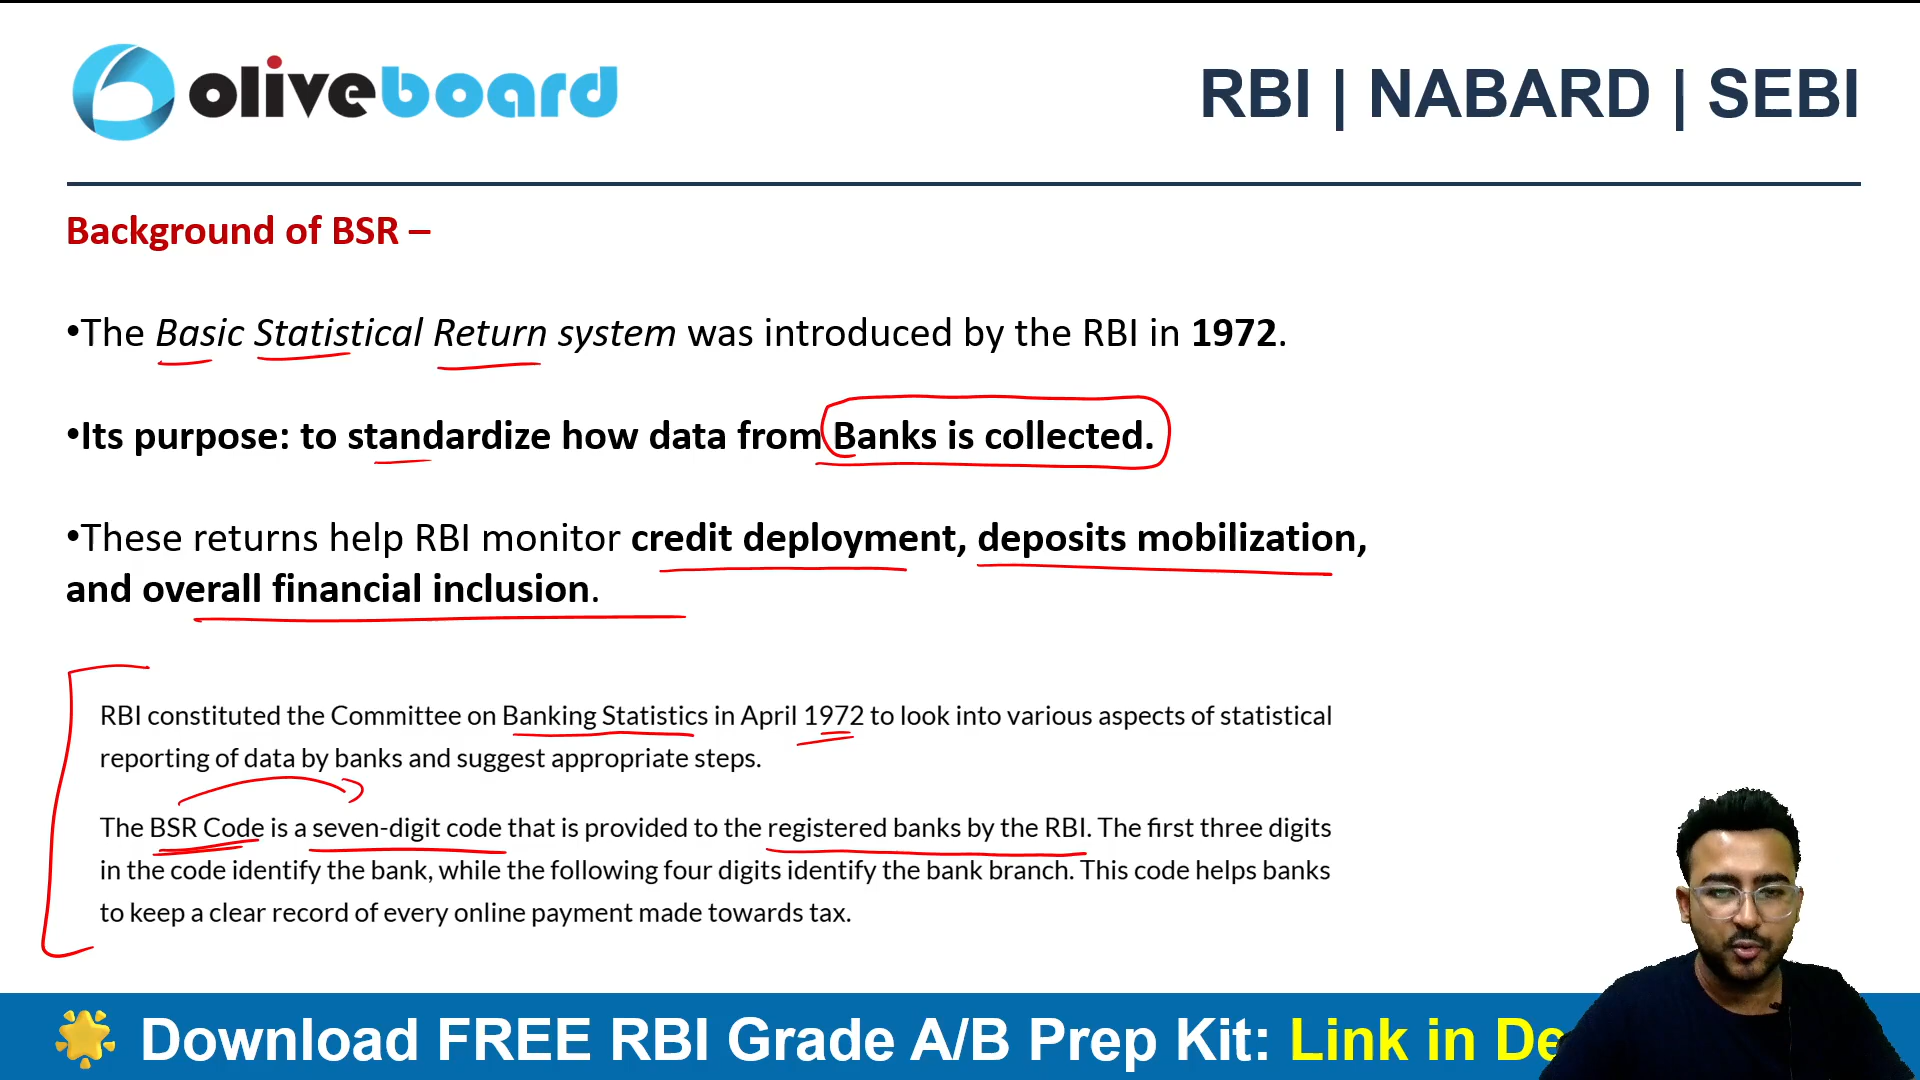 oliveboard
RBI | NABARD | SEBI
Background of BSR –
•The Basic Statistical Return system was introduced by the RBI in 1972.
•Its purpose: to standardize how data from Banks is collected.
•These returns help RBI monitor credit deployment, deposits mobilization,
and overall financial inclusion.
RBI constituted the Committee on Banking Statistics in April 1972 to look into various aspects of statistical
reporting of data by banks and suggest appropriate steps.
The BSR Code is a seven-digit code that is provided to the registered banks by the RBI. The first three digits
in the code identify the bank, while the following four digits identify the bank branch. This code helps banks
to keep a clear record of every online payment made towards tax.
Download FREE RBI Grade A/B Prep Kit: Link in De